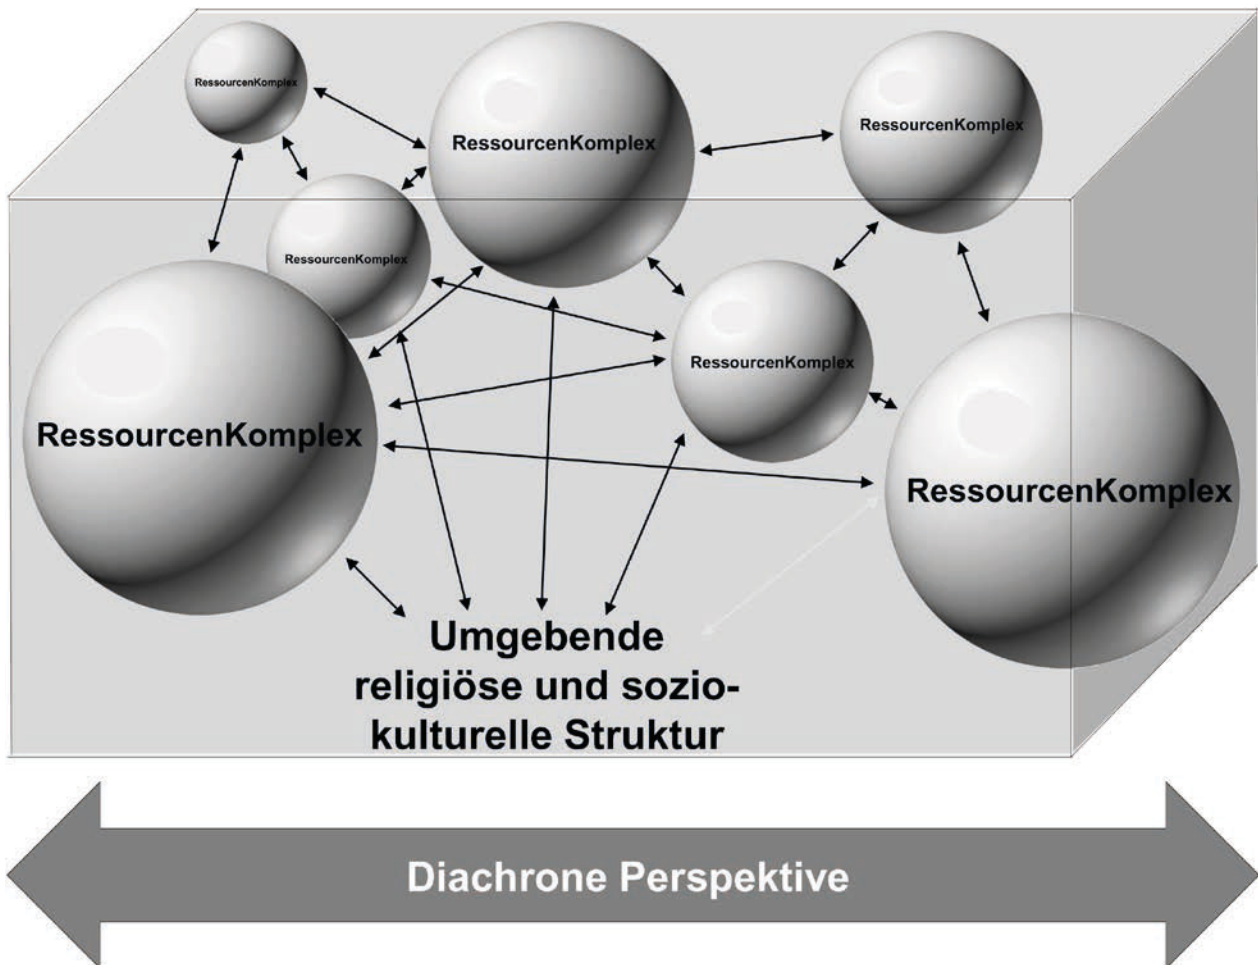 RessourcenKomplex
RessourcenKomplex
RessourcenKomplex
RessourcenKomplex
RessourcenKomplex
RessourcenKomplex
RessourcenKomplex
Umgebende
religiöse und sozio-
kulturelle Struktur
Diachrone Perspektive